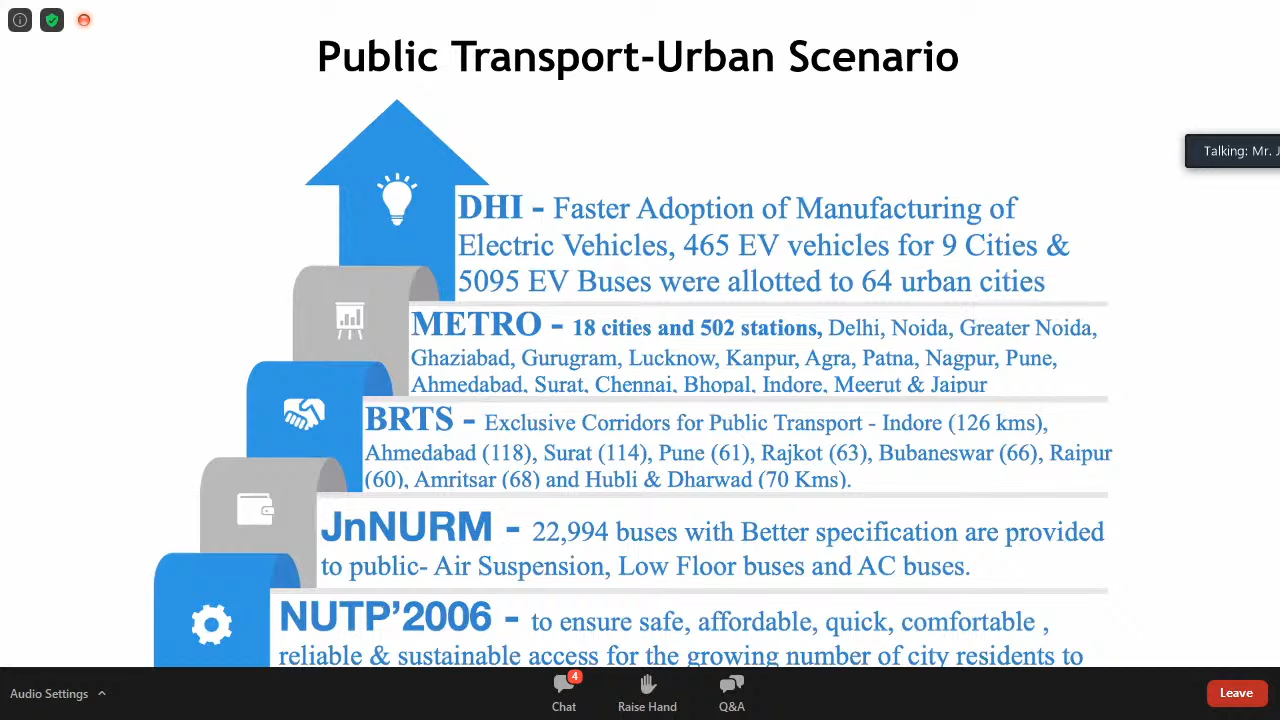 Public Transport-Urban Scenario
Talking: Mr. J
DHI - Faster Adoption of Manufacturing of
Electric Vehicles, 465 EV vehicles for 9 Cities &
5095 EV Buses were allotted to 64 urban cities
METRO - 18 cities and 502 stations, Delhi, Noida, Greater Noida,
Ghaziabad, Gurugram, Lucknow, Kanpur, Agra, Patna, Nagpur, Pune,
Ahmedabad, Surat, Chennai, Bhopal, Indore, Meerut & Jaipur
BRTS - Exclusive Corridors for Public Transport - Indore (126 kms),
Ahmedabad (118), Surat (114), Pune (61), Rajkot (63), Bubaneswar (66), Raipur
(60), Amritsar (68) and Hubli & Dharwad (70 Kms).
JnNURM - 22,994 buses with Better specification are provided
to public- Air Suspension, Low Floor buses and AC buses.
NUTP’2006 - to ensure safe, affordable, quick, comfortable ,
reliable & sustainable access for the growing number of city residents to
Audio Settings
4
Chat
Raise Hand
Q&A
Leave